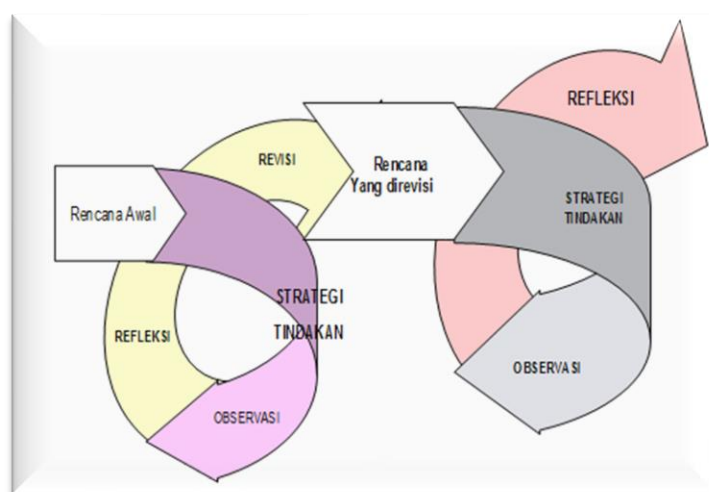 Rencana Awal
STRATEGI
TINDAKAN
OBSERVASI
REFLEKSI
REVISI
Rencana
Yang direvisi
STRATEGI
TINDAKAN
OBSERVASI
REFLEKSI